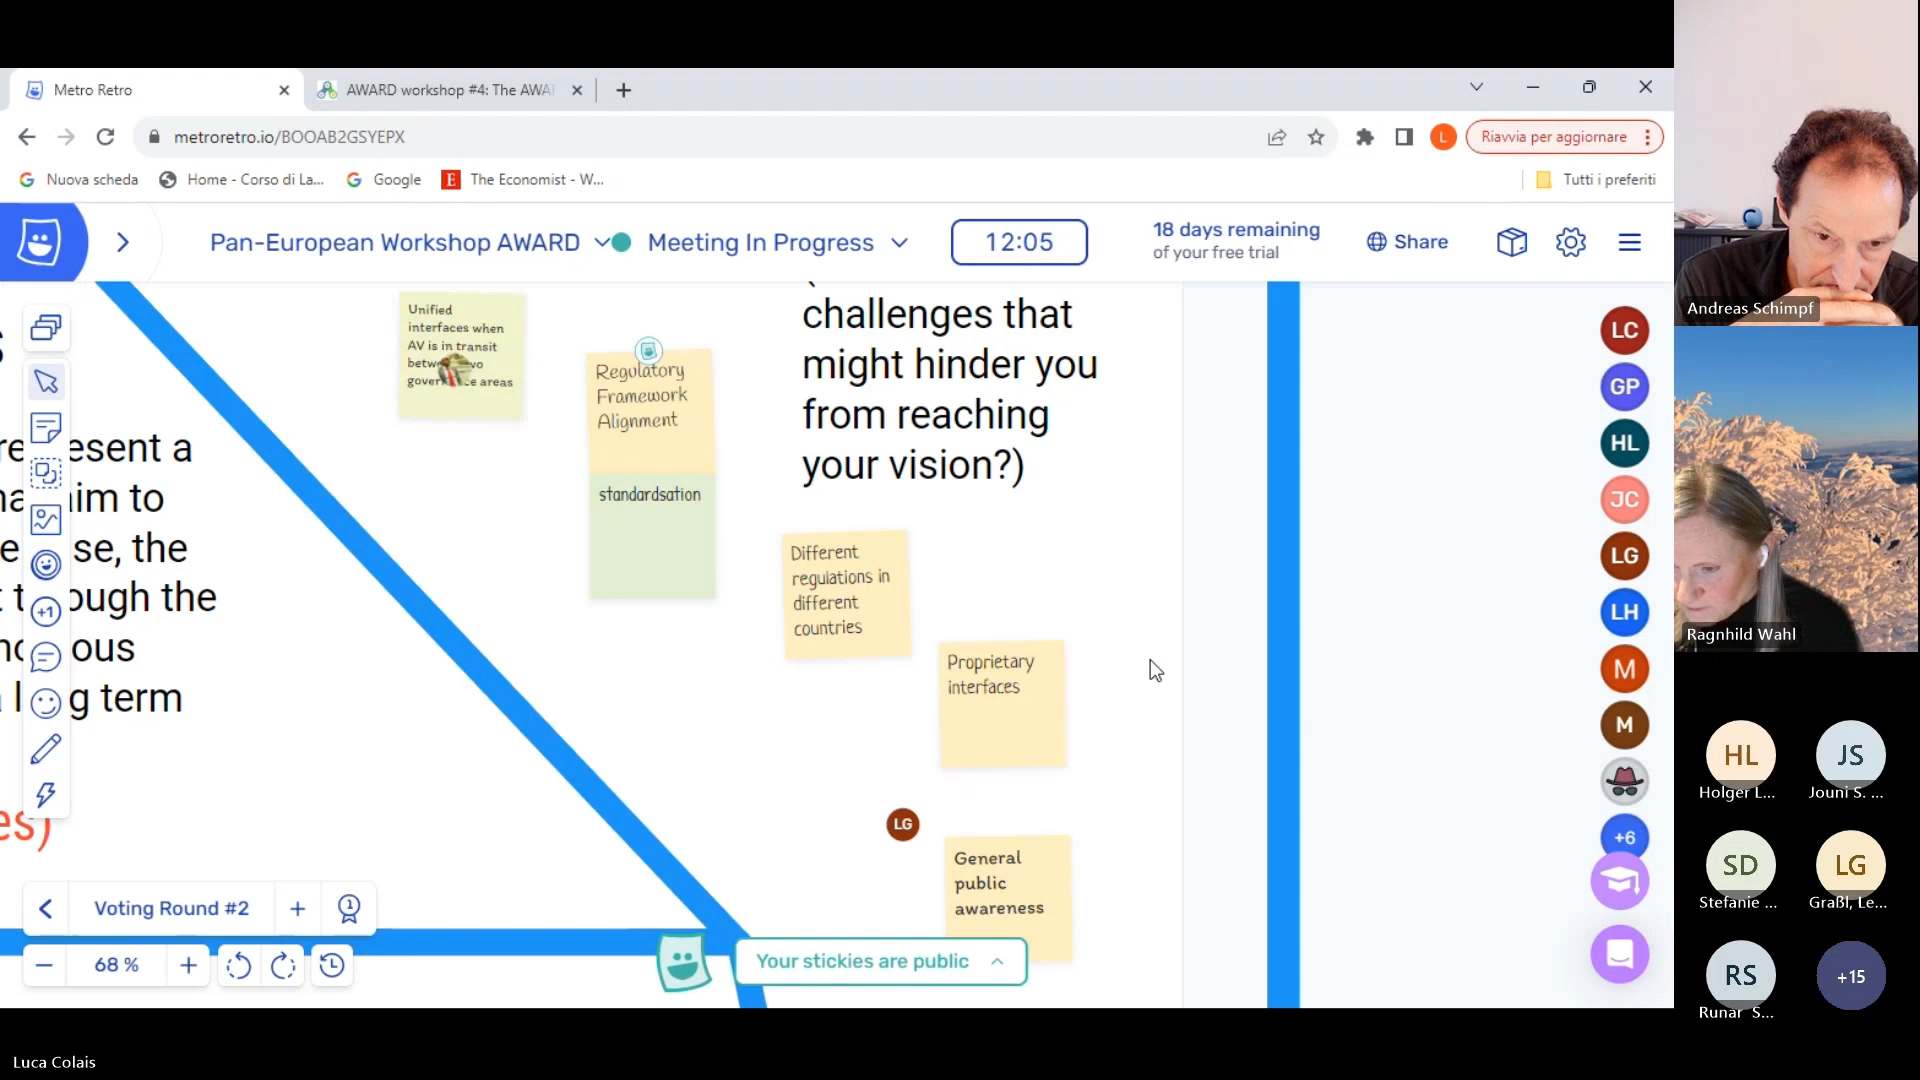 Metro Retro
AWARD workshop #4: The AWA
metroretro.io/BOOAB2GSYEPX
L
Riavvia per aggiornare
Nuova scheda
Home - Corso di La...
Google
The Economist - W...
Tutti i preferiti
Pan-European Workshop AWARD
Meeting In Progress
12:05
18 days remaining
of your free trial
Share
Unified
interfaces when
AV is in transit
areas
Regulatory
Framework
Alignment
standardsation
challenges that
might hinder you
from reaching
your vision?)
Different
regulations in
different
countries
Proprietary
interfaces
LG
General
public
awareness
esent a
im to
se, the
ough the
ous
g term
es)
+1
Voting Round #2
1
68 %
Your stickies are public
LC
GP
HL
JC
LG
LH
M
M
+6
Andreas Schimpf
Ragnhild Wahl
HL
Holger L...
JS
Jouni S. ...
SD
Stefanie ...
LG
Graßl, Le...
RS
Runar S...
+15
Luca Colais